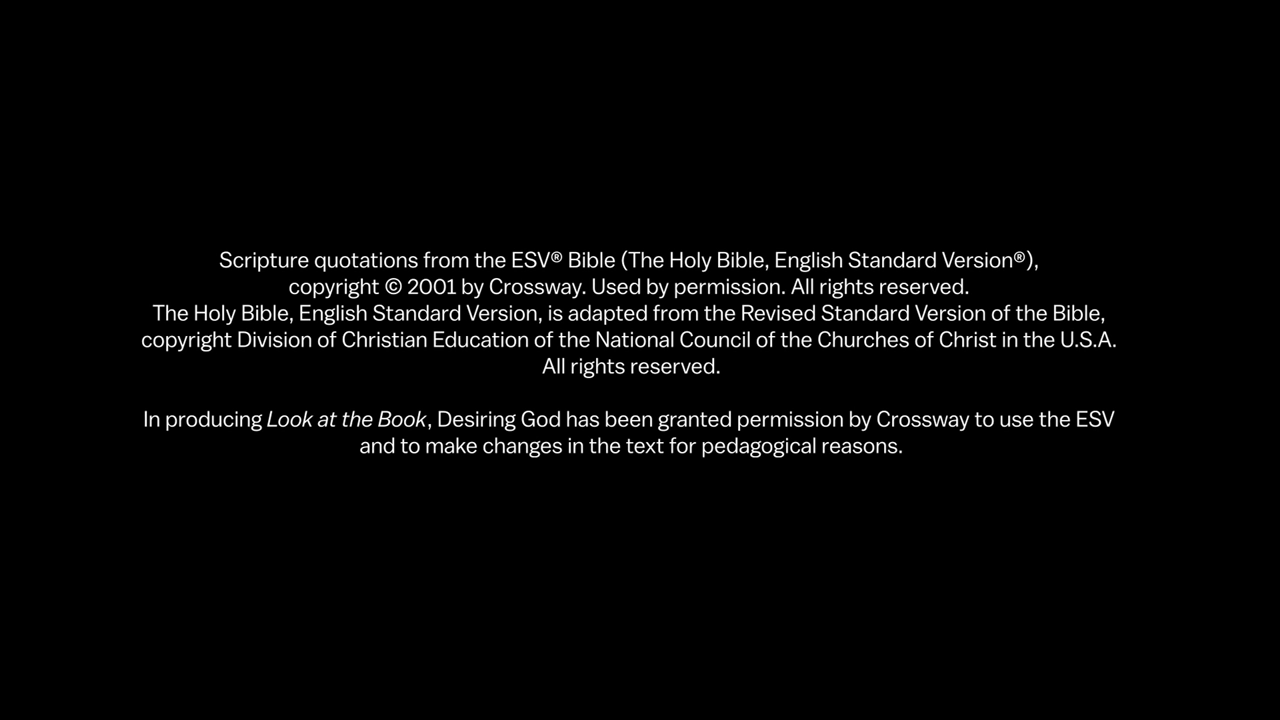 Scripture quotations from the ESV® Bible (The Holy Bible, English Standard Version®),
copyright © 2001 by Crossway. Used by permission. All rights reserved.
The Holy Bible, English Standard Version, is adapted from the Revised Standard Version of the Bible,
copyright Division of Christian Education of the National Council of the Churches of Christ in the U.S.A.
All rights reserved.
In producing Look at the Book, Desiring God has been granted permission by Crossway to use the ESV
and to make changes in the text for pedagogical reasons.